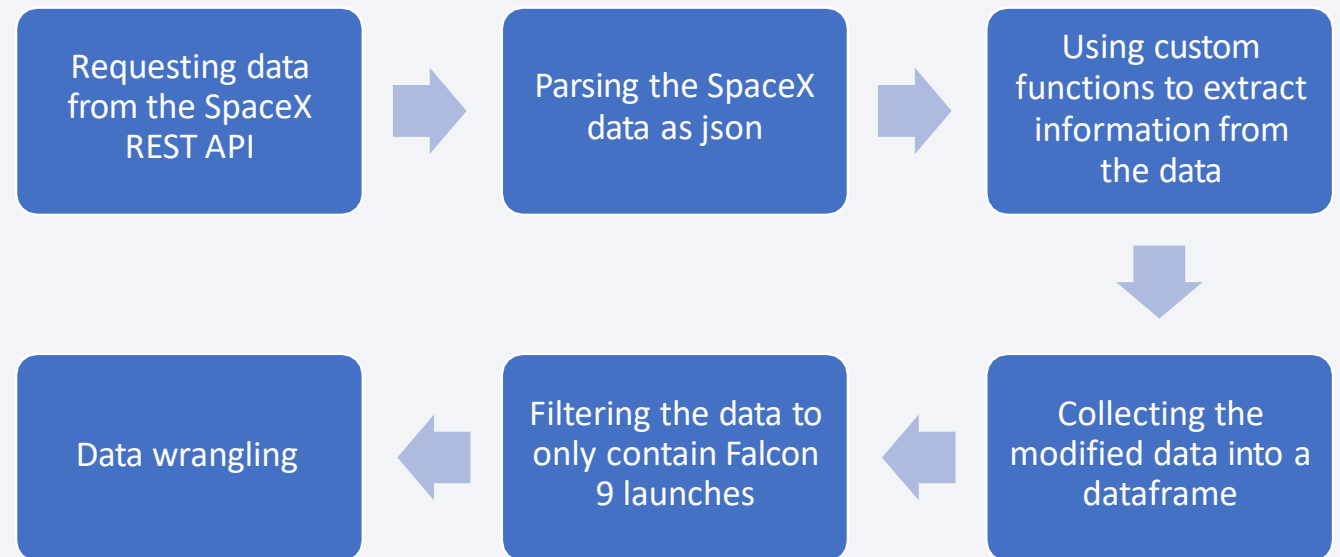 Requesting data
from the SpaceX
REST API
Parsing the SpaceX
data as json
Using custom
functions to extract
information from
the data
Collecting the
modified data into a
dataframe
Filtering the data to
only contain Falcon
9 launches
Data wrangling